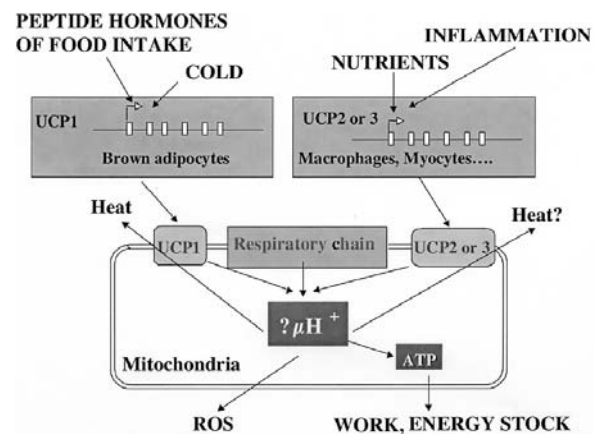 PEPTIDE HORMONES
OF FOOD INTAKE
COLD
INFLAMMATION
NUTRIENTS
UCP1
Brown adipocytes
UCP2 or 3
Macrophages, Myocytes....
Heat
Heat?
UCP1
Respiratory chain
UCP2 or 3
?µH+
Mitochondria
ATP
ROS
WORK, ENERGY STOCK